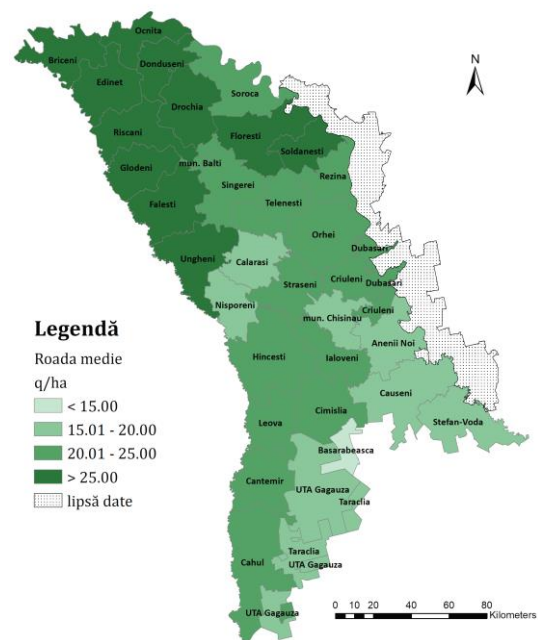 Ocnita
Briceni
Donduseni
N
Edinet
Soroca
Drochia
Riscani
Floresti
Soldanesti
Glodeni
mun. Balti
Rezina
Singerei
Falesti
Telenesti
Orhei
Dubasari
Ungheni
Calarasi
Straseni
Criuleni
Dubasari
Nisporeni
mun. Chisinau
Criuleni
Anenii Noi
Legendă
Roada medie
q/ha
< 15.00
15.01 - 20.00
20.01 - 25.00
> 25.00
lipsă date
Hincesti
Ialoveni
Causeni
Leova
Cimislia
Stefan-Voda
Basarabeasca
Cantemir
UTA Gagauza
Taraclia
Taraclia
Cahul
UTA Gagauza
UTA Gagauza
0 10 20 40 60 80
Kilometers